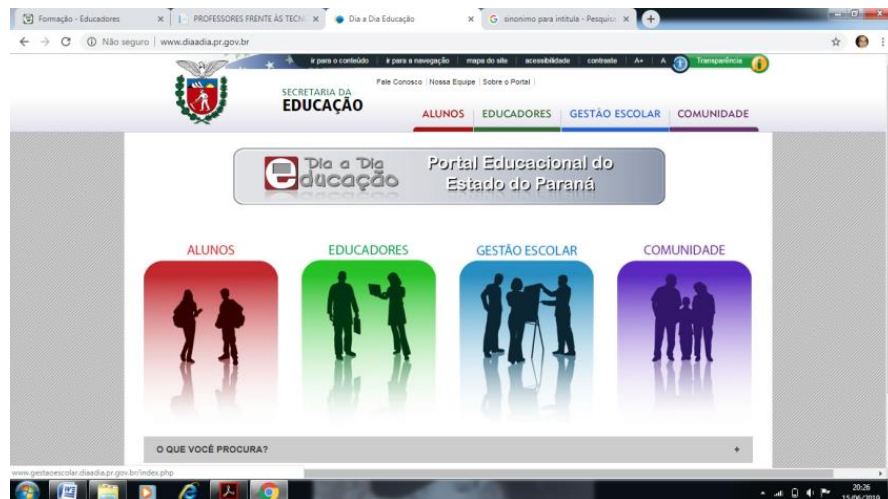 Formação - Educadores
PROFESSORES FRENTE ÀS TECN
Dia a Dia Educação
sinonimo para intitula - Pesquisa
Não seguro | www.diaadia.pr.gov.br
ir para o conteúdo
ir para a navegação
mapa do site
acessibilidade
contraste
A+
A
Transparência
Fale Conosco | Nossa Equipe | Sobre o Portal |
SECRETARIA DA
EDUCAÇÃO
ALUNOS
EDUCADORES
GESTÃO ESCOLAR
COMUNIDADE
Dia a Dia
educação
Portal Educacional do
Estado do Paraná
ALUNOS
EDUCADORES
GESTÃO ESCOLAR
COMUNIDADE
O QUE VOCÊ PROCURA?
+
www.gestaoescolar.diaadia.pr.gov.br/index.php
20:26
15/06/2019